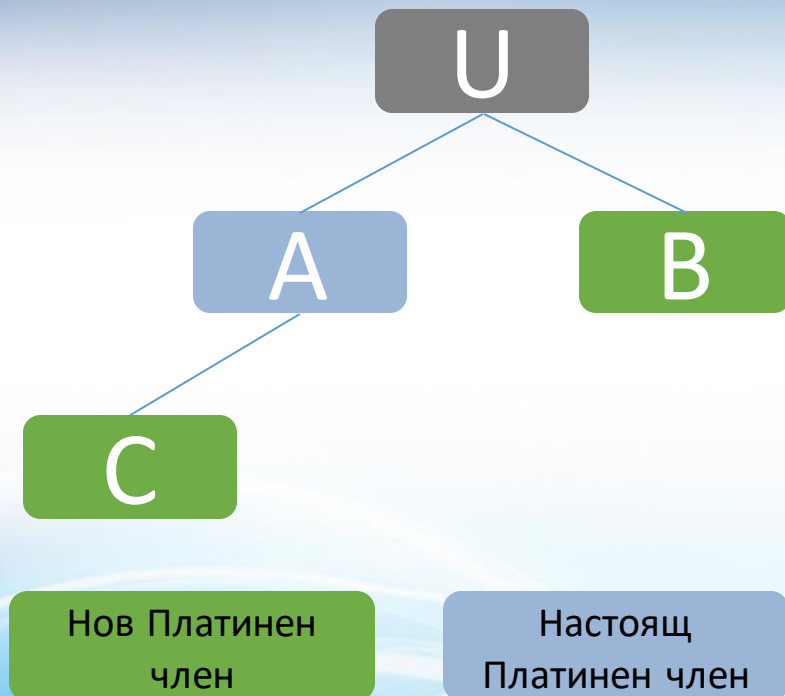 U
A
B
C
Нов Платинен
член
Настоящ
Платинен член